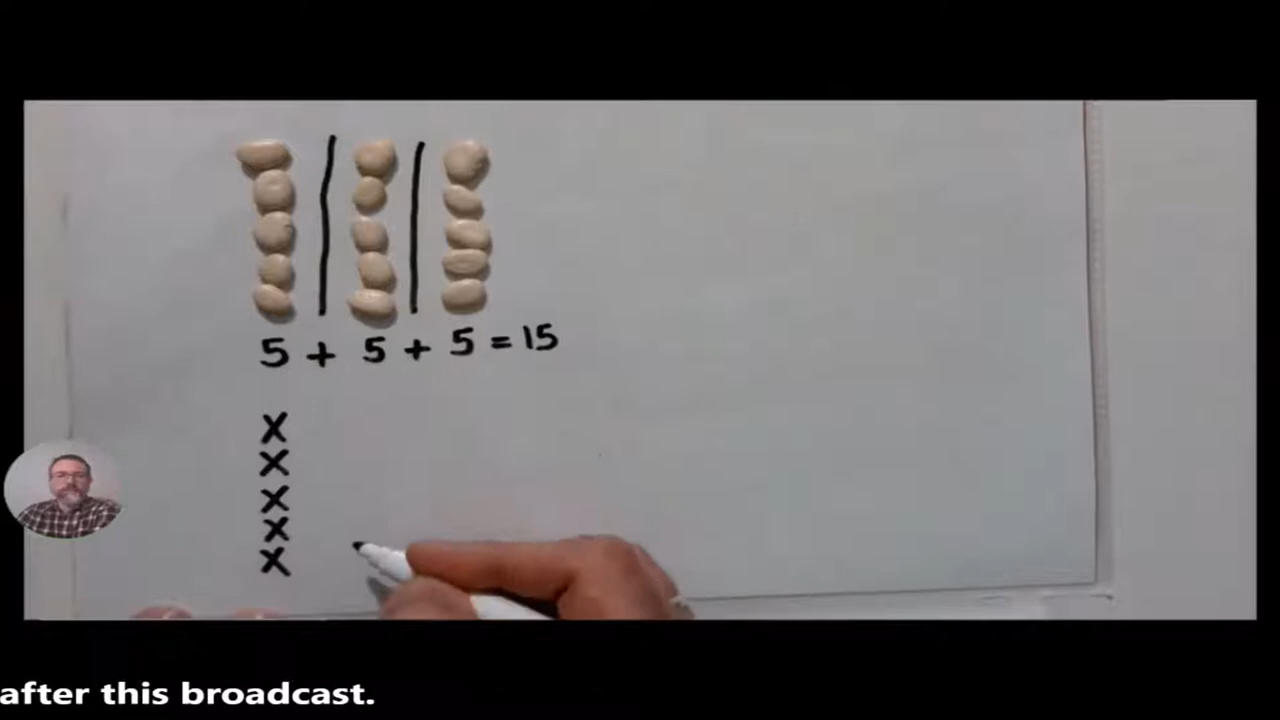 5 + 5 + 5 = 15
X
X
X
X
X
after this broadcast.